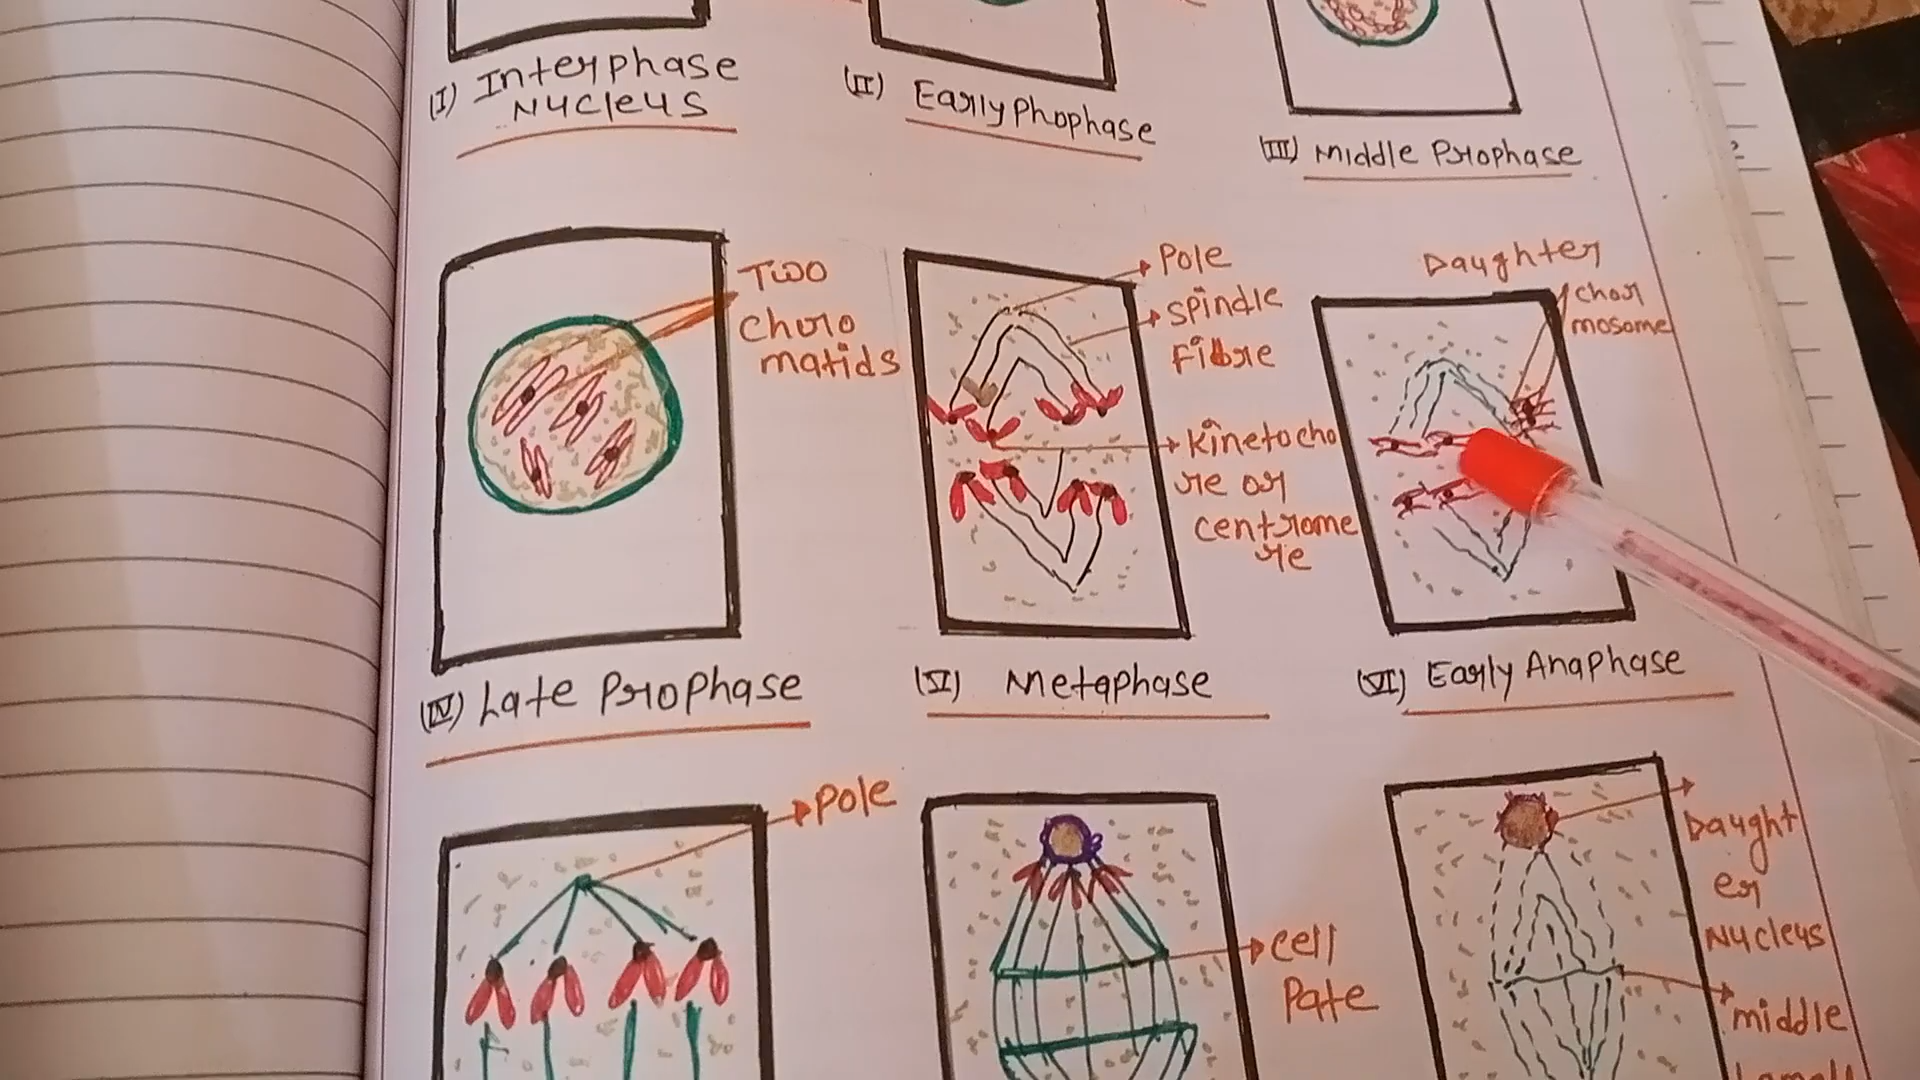 (I) Interphase
Nucleus
(II) Early Phophase
(III) Middle Prophase
Two
Chro
matids
Pole
Spindle
Fibre
Kinetocho
re or
centrome
re
Daughter
Chor
mosome
(IV) Late Prophase
(V) Metaphase
(VI) Early Anaphase
Pole
Cell
Pate
Daught
er
Nucleus
middle